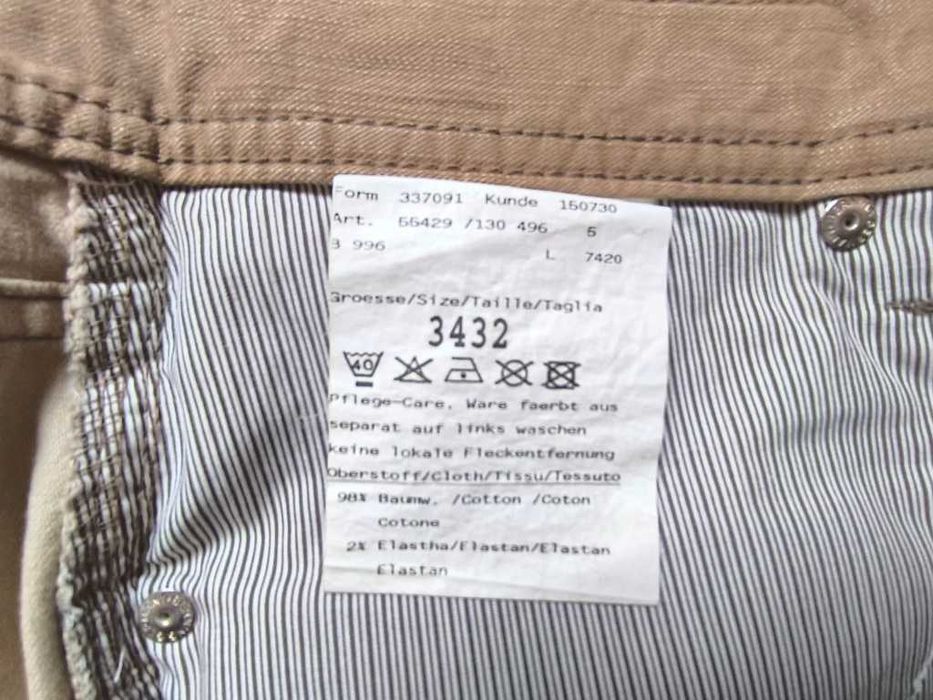 Form 337091 Kunde 150730
Art. 56429 /130 496 5
B 996 L 7420
Groesse/Size/Taille/Taglia
3432
40
Pflege-Care, Ware faerbt aus
separat auf links waschen
keine lokale Fleckentfernung
Oberstoff/Cloth/Tissu/Tessuto
98% Baumw. /Cotton /Coton
Cotone
2% Elastha/Elastan/Elastan
Elastan